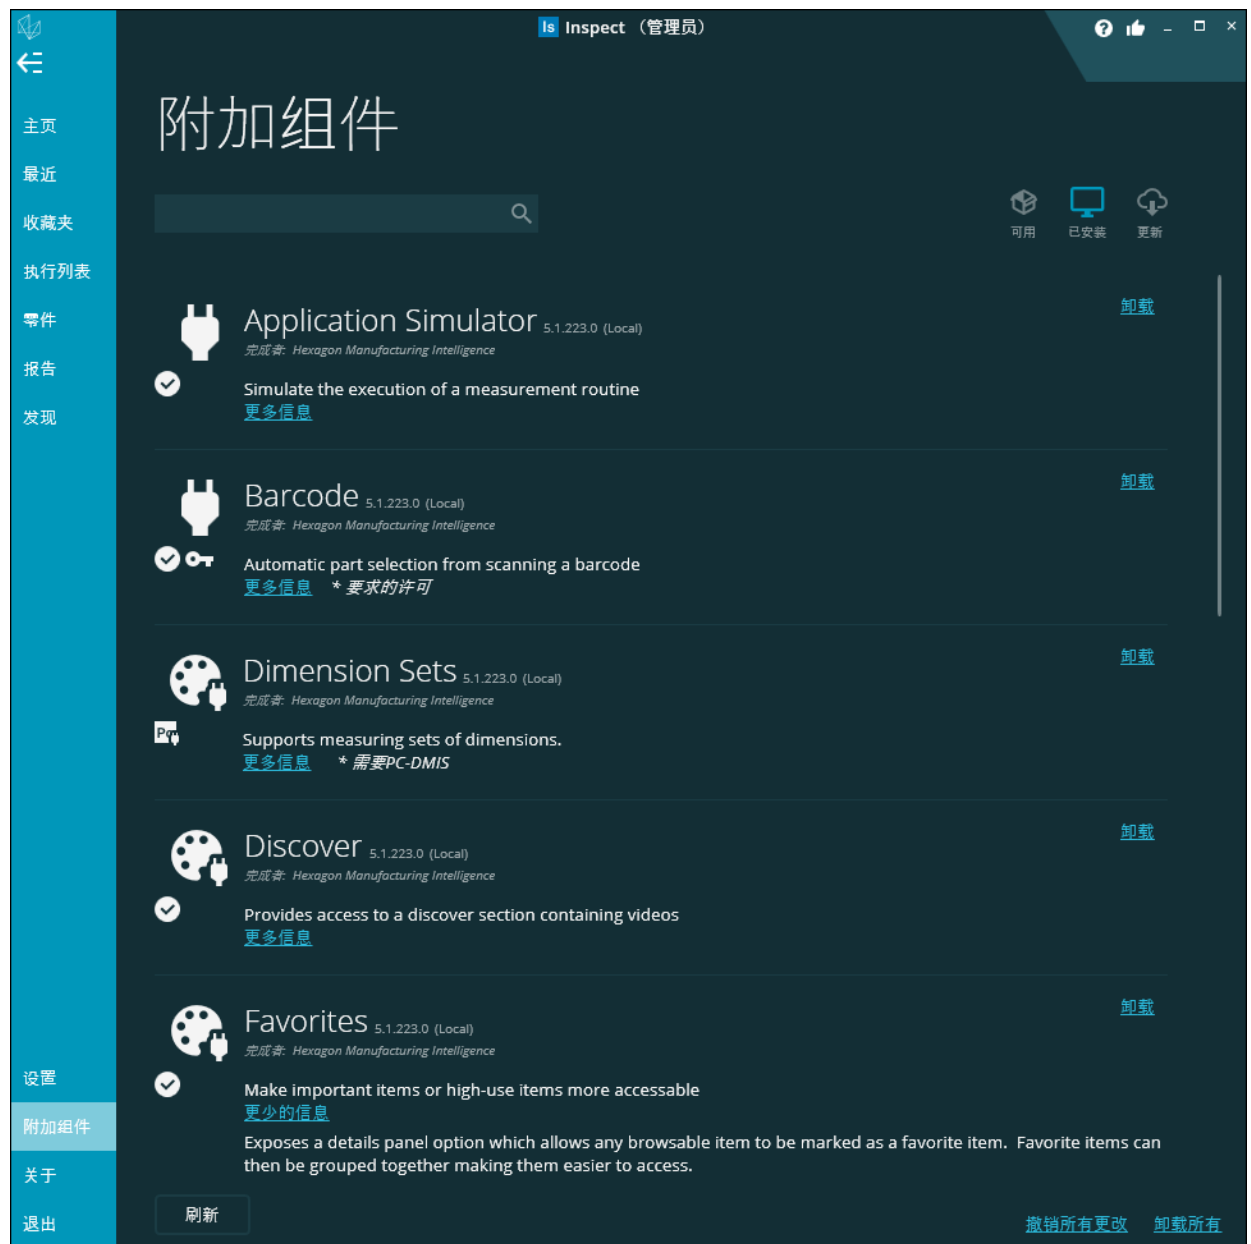 Is Inspect （管理员）
主页
最近
收藏夹
执行列表
零件
报告
发现
设置
附加组件
关于
退出
附加组件
可用 已安装 更新
Application Simulator 5.1.223.0 (Local) 卸载
完成者: Hexagon Manufacturing Intelligence
Simulate the execution of a measurement routine
更多信息
Barcode 5.1.223.0 (Local) 卸载
完成者: Hexagon Manufacturing Intelligence
Automatic part selection from scanning a barcode
更多信息 * 要求的许可
Dimension Sets 5.1.223.0 (Local) 卸载
完成者: Hexagon Manufacturing Intelligence
Supports measuring sets of dimensions.
更多信息 * 需要PC-DMIS
Discover 5.1.223.0 (Local) 卸载
完成者: Hexagon Manufacturing Intelligence
Provides access to a discover section containing videos
更多信息
Favorites 5.1.223.0 (Local) 卸载
完成者: Hexagon Manufacturing Intelligence
Make important items or high-use items more accessable
更少的信息
Exposes a details panel option which allows any browsable item to be marked as a favorite item. Favorite items can
then be grouped together making them easier to access.
刷新 撤销所有更改 卸载所有